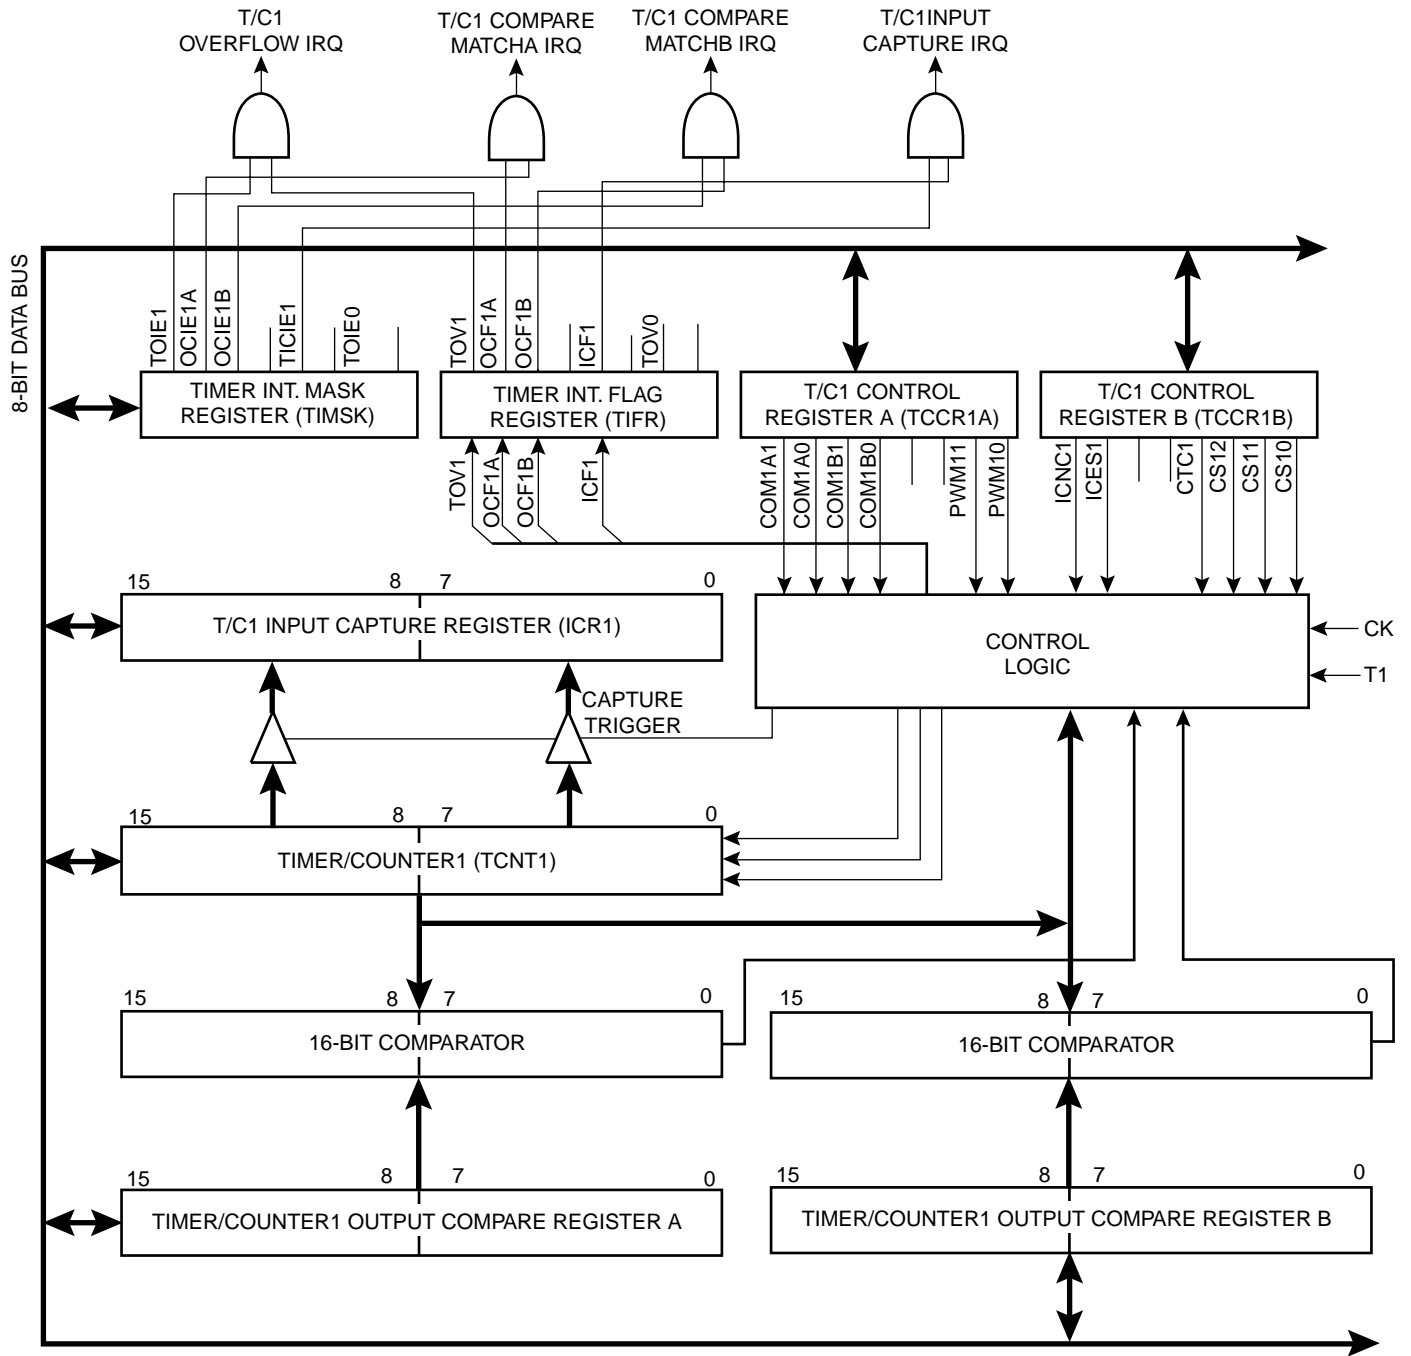 T/C1
OVERFLOW IRQ
T/C1 COMPARE
MATCHA IRQ
T/C1 COMPARE
MATCHB IRQ
T/C1INPUT
CAPTURE IRQ
8-BIT DATA BUS
TOIE1
OCIE1A
OCIE1B
TICIE1
TOIE0
TOV1
OCF1A
OCF1B
ICF1
TOV0
TIMER INT. MASK
REGISTER (TIMSK)
TIMER INT. FLAG
REGISTER (TIFR)
T/C1 CONTROL
REGISTER A (TCCR1A)
T/C1 CONTROL
REGISTER B (TCCR1B)
TOV1
OCF1A
OCF1B
ICF1
COM1A1
COM1A0
COM1B1
COM1B0
PWM11
PWM10
ICNC1
ICES1
CTC1
CS12
CS11
CS10
15 8 7 0
T/C1 INPUT CAPTURE REGISTER (ICR1)
CONTROL
LOGIC
CK
T1
CAPTURE
TRIGGER
15 8 7 0
TIMER/COUNTER1 (TCNT1)
15 8 7 0
16-BIT COMPARATOR
15 8 7 0
16-BIT COMPARATOR
15 8 7 0
TIMER/COUNTER1 OUTPUT COMPARE REGISTER A
15 8 7 0
TIMER/COUNTER1 OUTPUT COMPARE REGISTER B